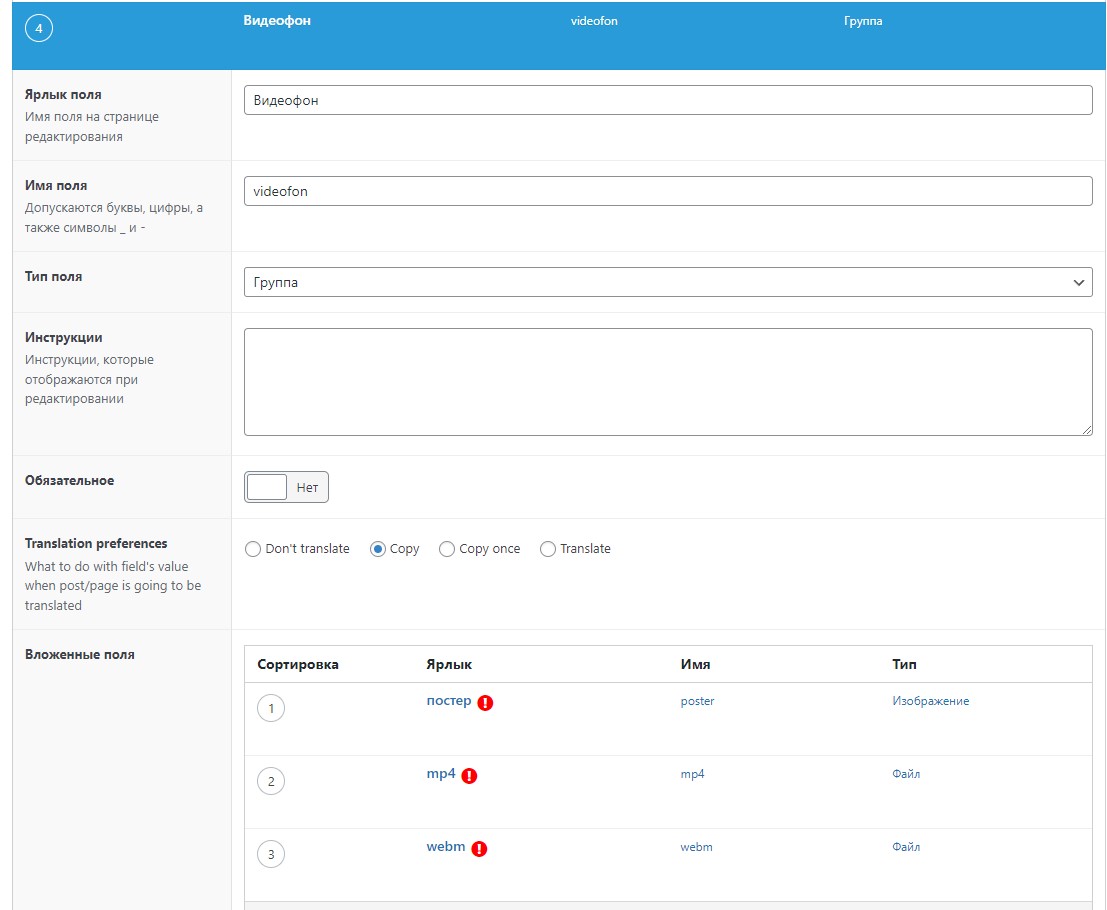 4 Видеофон videofon Группа
Ярлык поля
Имя поля на странице
редактирования
Видеофон
Имя поля
Допускаются буквы, цифры, а
также символы _ и -
videofon
Тип поля
Группа
Инструкции
Инструкции, которые
отображаются при
редактировании
Обязательное
Нет
Translation preferences
What to do with field's value
when post/page is going to be
translated
Don't translate Copy Copy once Translate
Вложенные поля
Сортировка Ярлык Имя Тип
1 постер ! poster Изображение
2 mp4 ! mp4 Файл
3 webm ! webm Файл